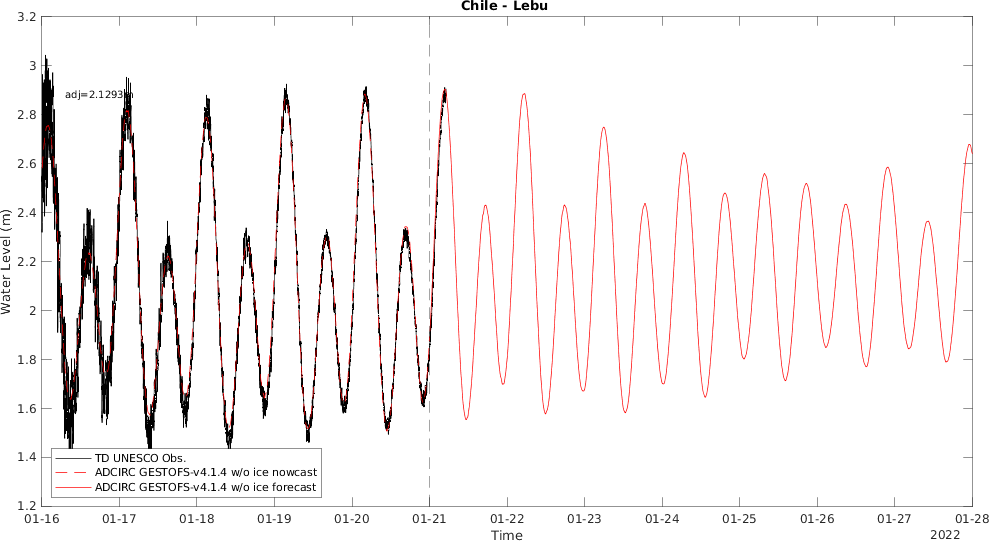 Chile - Lebu
3.2
3
2.8
2.6
2.4
2.2
2
1.8
1.6
1.4
1.2
Water Level (m)
adj=2.1293m
TD UNESCO Obs.
ADCIRC GESTOFS-v4.1.4 w/o ice nowcast
ADCIRC GESTOFS-v4.1.4 w/o ice forecast
01-16 01-17 01-18 01-19 01-20 01-21 01-22 01-23 01-24 01-25 01-26 01-27 01-28
Time
2022